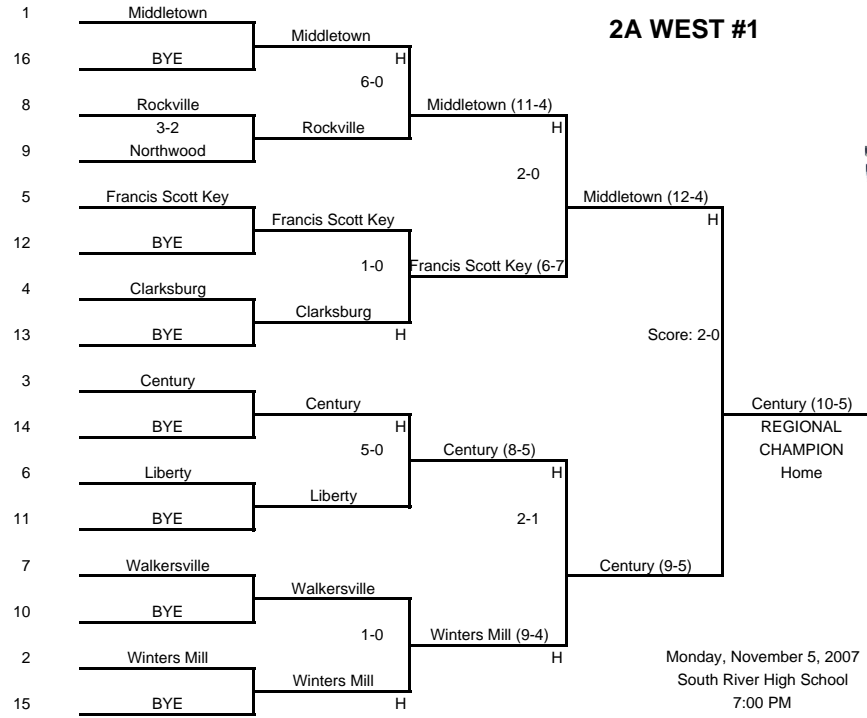 2A WEST #1
1 Middletown
Middletown
16 BYE H
6-0
8 Rockville Middletown (11-4)
3-2 Rockville H
9 Northwood
2-0
5 Francis Scott Key Middletown (12-4)
Francis Scott Key H
12 BYE
1-0 Francis Scott Key (6-7
4 Clarksburg
Clarksburg
13 BYE H Score: 2-0
3 Century
Century Century (10-5)
14 BYE H REGIONAL
5-0 Century (8-5) CHAMPION
6 Liberty H Home
Liberty
11 BYE 2-1
7 Walkersville Century (9-5)
Walkersville
10 BYE
1-0 Winters Mill (9-4)
2 Winters Mill H Monday, November 5, 2007
Winters Mill South River High School
15 BYE H 7:00 PM